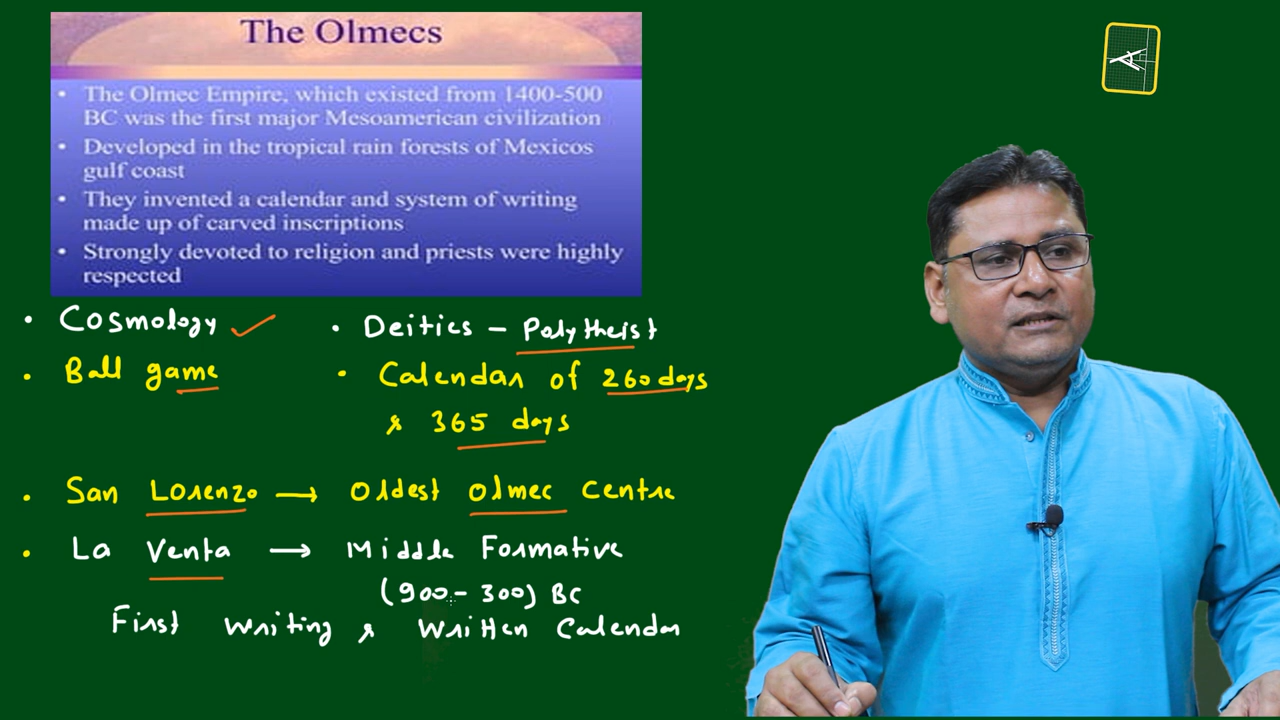 The Olmecs
• The Olmec Empire, which existed from 1400-500
BC was the first major Mesoamerican civilization
• Developed in the tropical rain forests of Mexicos
gulf coast
• They invented a calendar and system of writing
made up of carved inscriptions
• Strongly devoted to religion and priests were highly
respected
• Cosmology ✓
• Deitics – Polytheist
• Ball game
• Calendar of 260 days
& 365 days
• San Lorenzo → Oldest Olmec Centre
• La Venta → Middle Formative
(900 - 300) BC
First Writing & Written Calendar